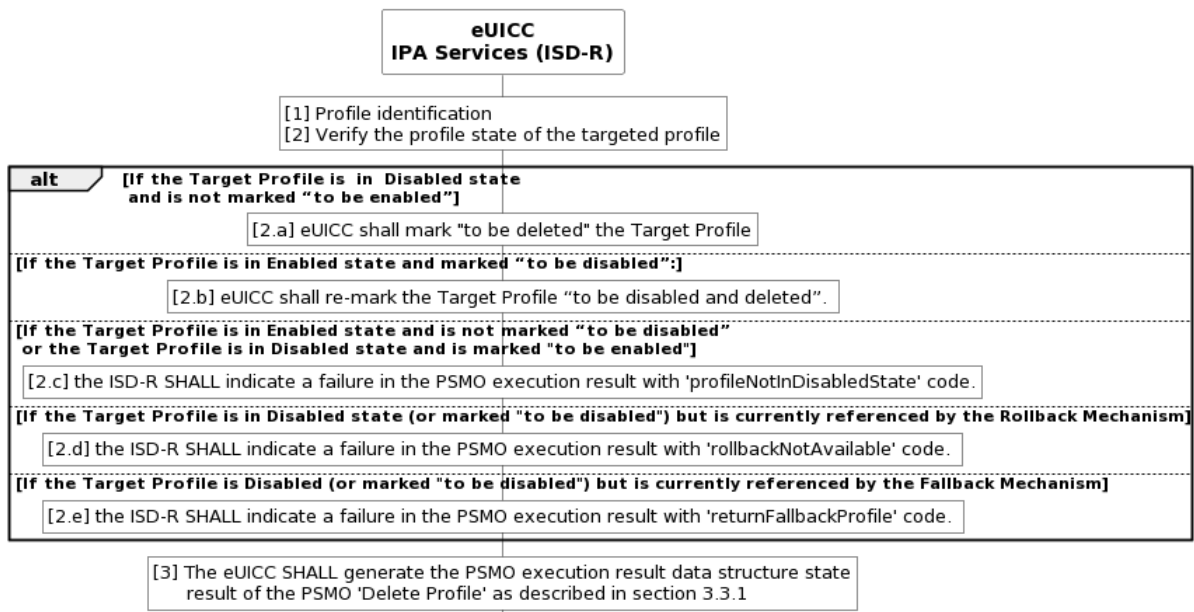 eUICC
IPA Services (ISD-R)
[1] Profile identification
[2] Verify the profile state of the targeted profile
alt
[If the Target Profile is in Disabled state
and is not marked “to be enabled”]
[2.a] eUICC shall mark "to be deleted" the Target Profile
[If the Target Profile is in Enabled state and marked “to be disabled”:]
[2.b] eUICC shall re-mark the Target Profile “to be disabled and deleted”.
[If the Target Profile is in Enabled state and is not marked “to be disabled”
or the Target Profile is in Disabled state and is marked "to be enabled"]
[2.c] the ISD-R SHALL indicate a failure in the PSMO execution result with 'profileNotInDisabledState' code.
[If the Target Profile is in Disabled state (or marked "to be disabled") but is currently referenced by the Rollback Mechanism]
[2.d] the ISD-R SHALL indicate a failure in the PSMO execution result with 'rollbackNotAvailable' code.
[If the Target Profile is Disabled (or marked "to be disabled") but is currently referenced by the Fallback Mechanism]
[2.e] the ISD-R SHALL indicate a failure in the PSMO execution result with 'returnFallbackProfile' code.
[3] The eUICC SHALL generate the PSMO execution result data structure state
result of the PSMO 'Delete Profile' as described in section 3.3.1